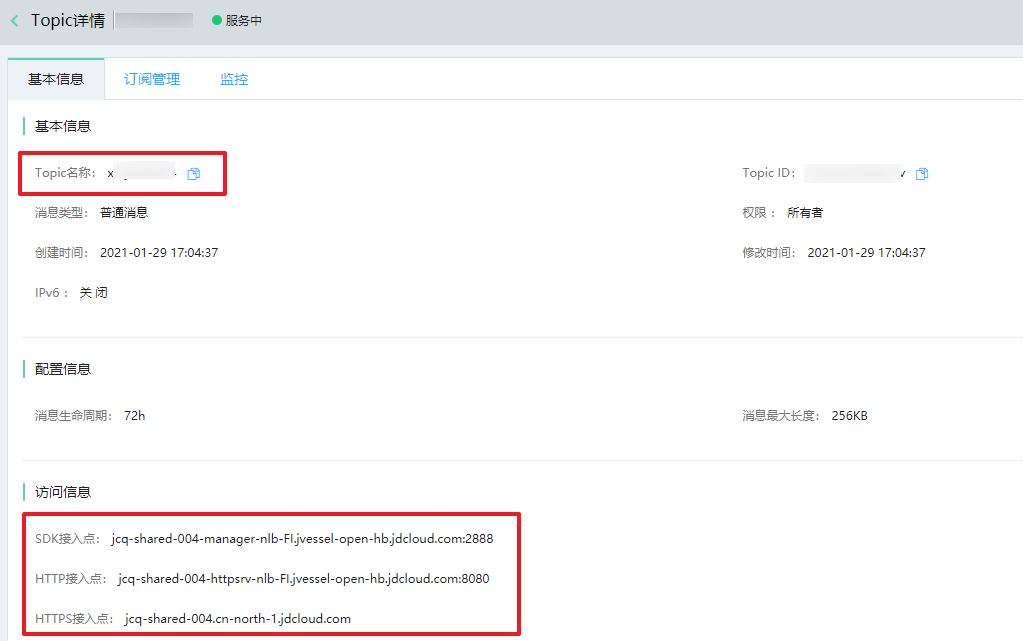 Topic详情 服务中
基本信息 订阅管理 监控
基本信息
Topic名称： Topic ID：
消息类型： 普通消息 权限： 所有者
创建时间： 2021-01-29 17:04:37 修改时间： 2021-01-29 17:04:37
IPv6： 关闭
配置信息
消息生命周期： 72h 消息最大长度： 256KB
访问信息
SDK接入点： jcq-shared-004-manager-nlb-FI.jvessel-open-hb.jdcloud.com:2888
HTTP接入点： jcq-shared-004-httpsrv-nlb-FI.jvessel-open-hb.jdcloud.com:8080
HTTPS接入点： jcq-shared-004.cn-north-1.jdcloud.com